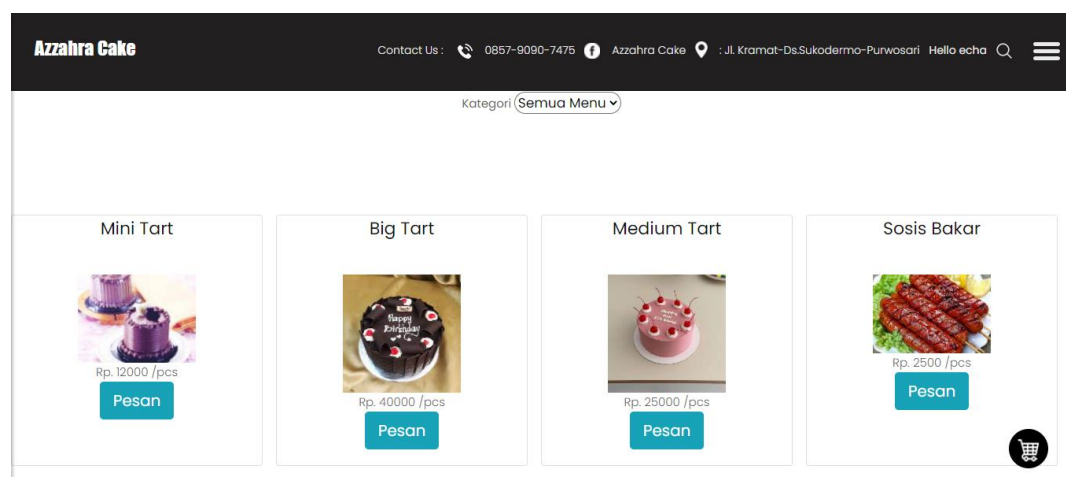 Azzahra Cake
Contact Us : 0857-9090-7475 Azzahra Cake : Jl. Kramat-Ds.Sukodermo-Purwosari Hello echa
Kategori Semua Menu
Mini Tart
Rp. 12000 /pcs
Pesan
Big Tart
Happy
Birthday
Rp. 40000 /pcs
Pesan
Medium Tart
Rp. 25000 /pcs
Pesan
Sosis Bakar
Rp. 2500 /pcs
Pesan